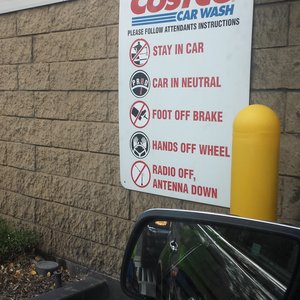 COSTCO
CAR WASH
PLEASE FOLLOW ATTENDANTS INSTRUCTIONS
STAY IN CAR
CAR IN NEUTRAL
FOOT OFF BRAKE
HANDS OFF WHEEL
RADIO OFF,
ANTENNA DOWN